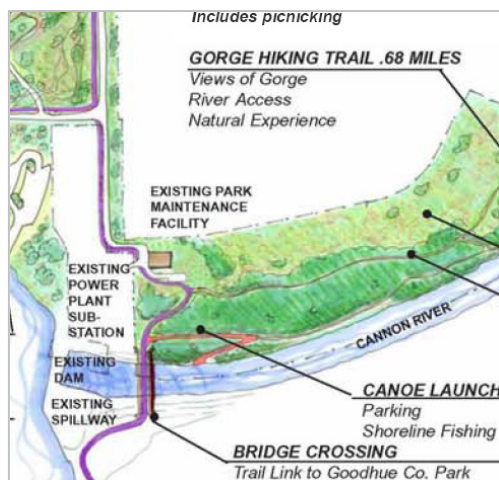 Includes picnicking
GORGE HIKING TRAIL .68 MILES
Views of Gorge
River Access
Natural Experience
EXISTING PARK
MAINTENANCE
FACILITY
EXISTING
POWER
PLANT
SUB-
STATION
EXISTING
DAM
EXISTING
SPILLWAY
CANNON RIVER
CANOE LAUNCH
Parking
Shoreline Fishing
BRIDGE CROSSING
Trail Link to Goodhue Co. Park